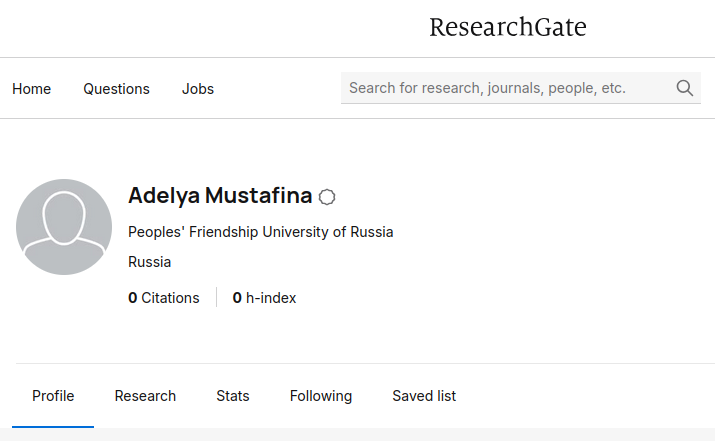 ResearchGate
Home Questions Jobs Search for research, journals, people, etc.
Adelya Mustafina
Peoples' Friendship University of Russia
Russia
0 Citations 0 h-index
Profile Research Stats Following Saved list